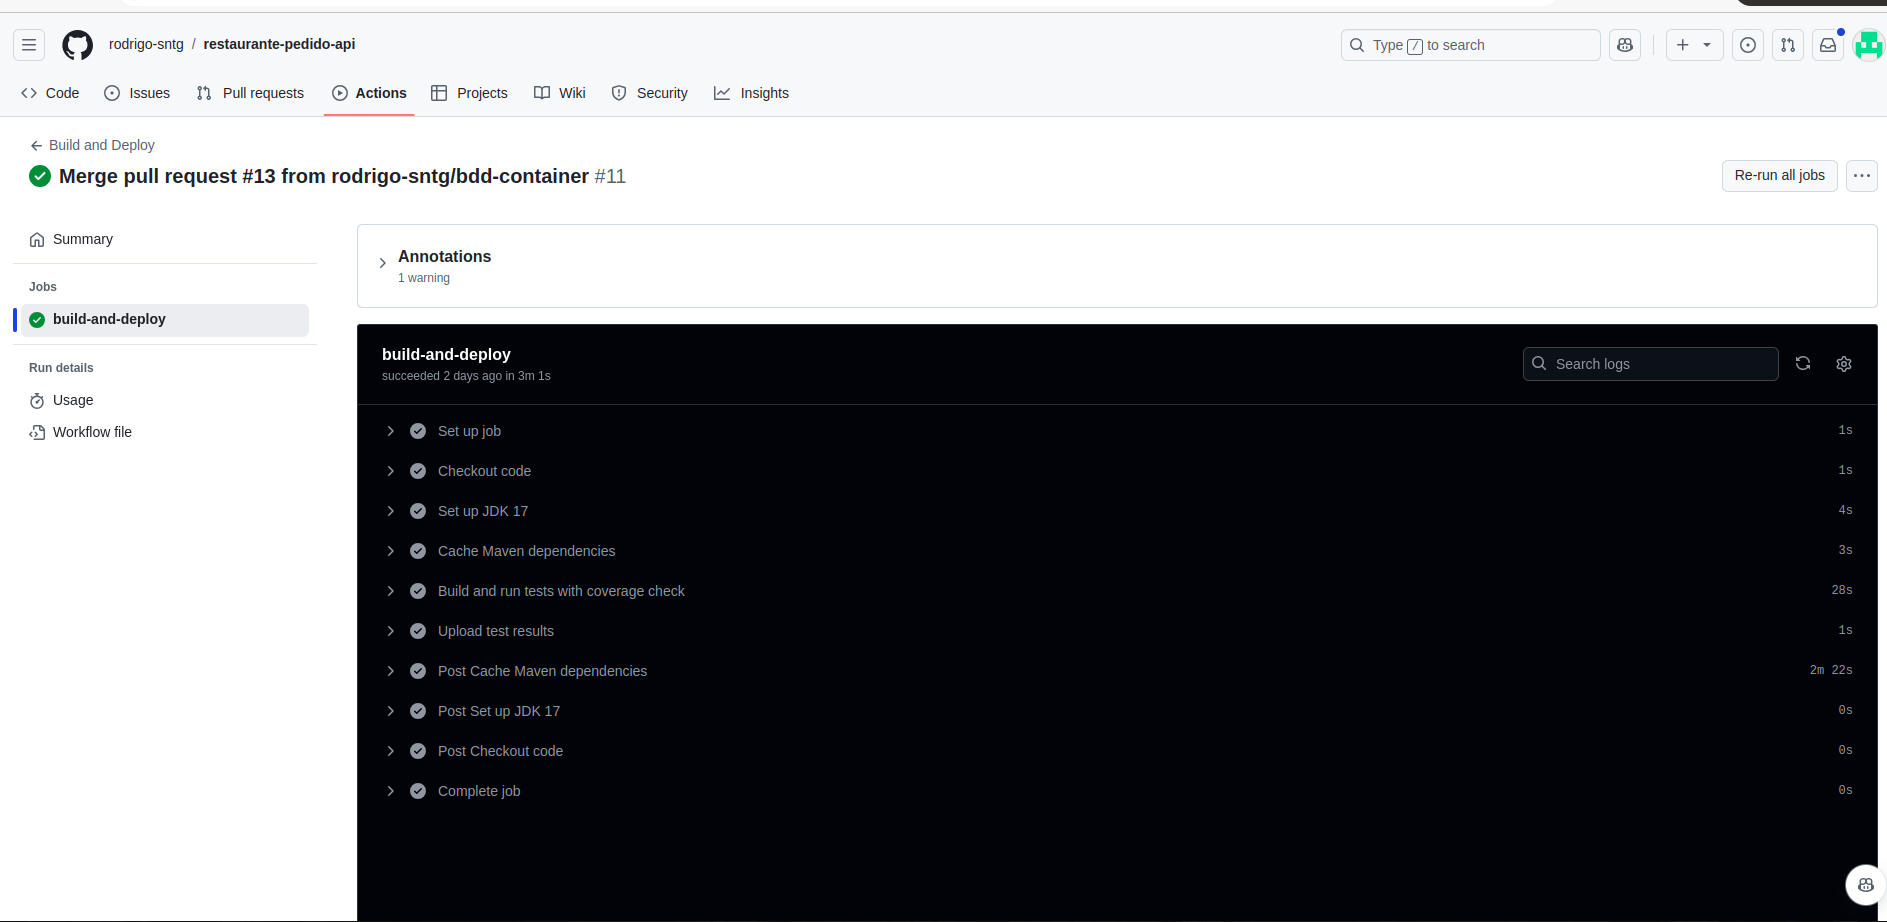 rodrigo-sntg / restaurante-pedido-api
Type / to search
Code Issues Pull requests Actions Projects Wiki Security Insights
Build and Deploy
Merge pull request #13 from rodrigo-sntg/bdd-container #11
Re-run all jobs
Summary
Jobs
build-and-deploy
Run details
Usage
Workflow file
Annotations
1 warning
build-and-deploy
succeeded 2 days ago in 3m 1s
Search logs
Set up job 1s
Checkout code 1s
Set up JDK 17 4s
Cache Maven dependencies 3s
Build and run tests with coverage check 28s
Upload test results 1s
Post Cache Maven dependencies 2m 22s
Post Set up JDK 17 0s
Post Checkout code 0s
Complete job 0s